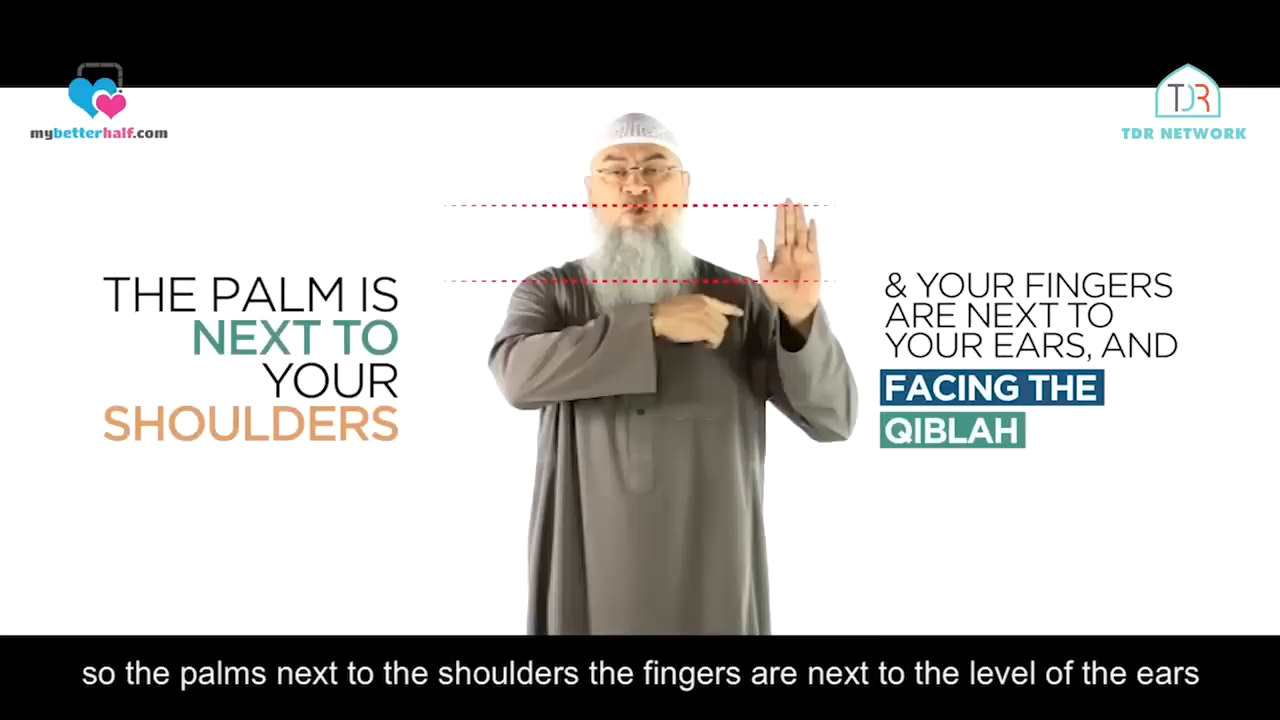 mybetterhalf.com
TDR
TDR NETWORK
THE PALM IS
NEXT TO
YOUR
SHOULDERS
& YOUR FINGERS
ARE NEXT TO
YOUR EARS, AND
FACING THE
QIBLAH
so the palms next to the shoulders the fingers are next to the level of the ears